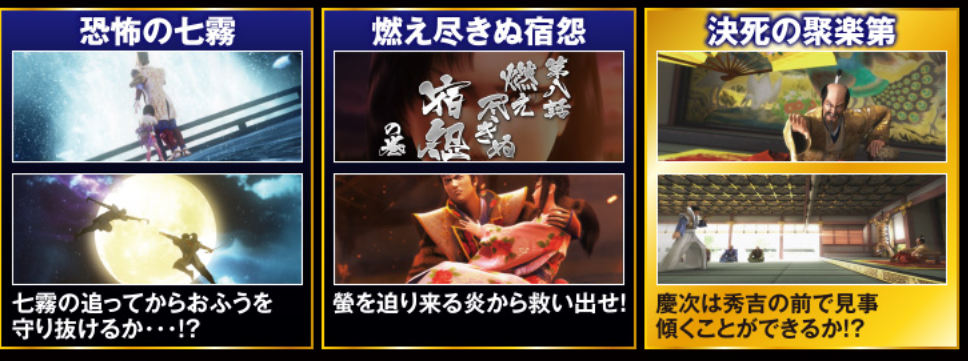 恐怖の七霧
七霧の追ってからおふうを
守り抜けるか･･･!?
燃え尽きぬ宿怨
第八話
燃え
尽きぬ
宿怨
の巻
螢を迫り来る炎から救い出せ!
決死の聚楽第
慶次は秀吉の前で見事
傾くことができるか!?